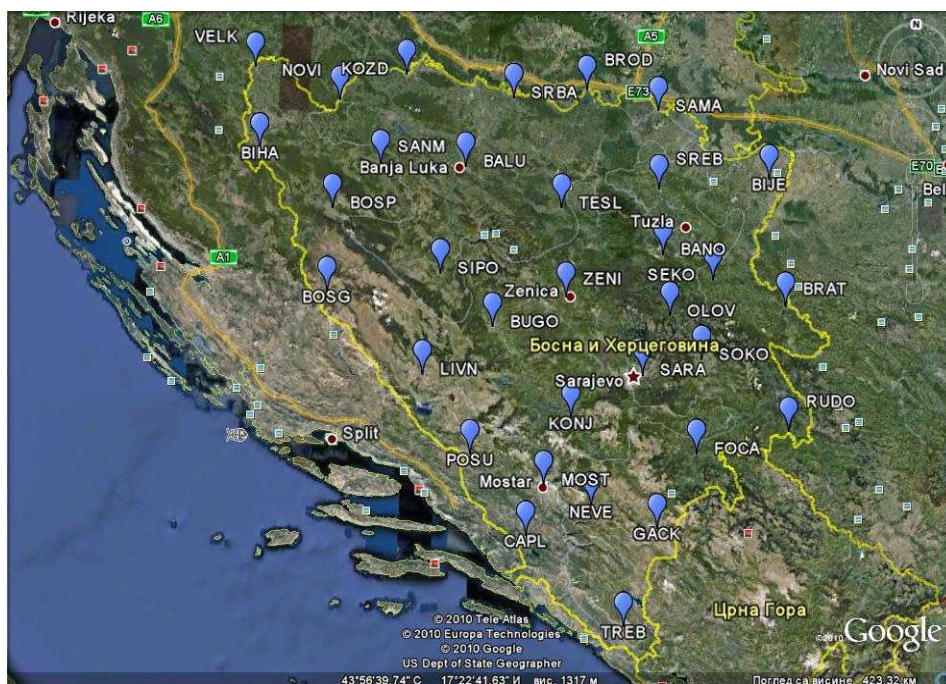 Rijeka
A6
VELK
A5
N
NOVI
KOZD
BROD
Novi Sad
SRBA
E73
SAMA
BIHA
SANM
Banja Luka
BALU
SREB
BIJE
E70
Bel
BOSP
TESL
Tuzla
A1
BANO
SIPO
SEKO
BOSG
Zenica
ZENI
BRAT
BUGO
OLOV
Босна и Херцеговина
SOKO
LIVN
SARA
Sarajevo
KONJ
RUDO
Split
POSU
FOCA
Mostar
MOST
NEVE
CAPL
GACK
TREB
Црна Гора
© 2010 Tele Atlas
© 2010 Europa Technologies
© 2010 Google
US Dept of State Geographer
©2010 Google
43°56'39.74" С 17°22'41.63" И вис. 1317 m Поглед са висине 423.32 км